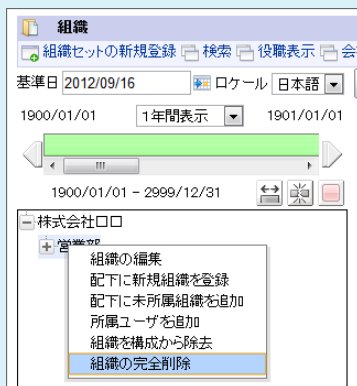 組織
組織セットの新規登録 検索 役職表示 会
基準日 2012/09/16 ロケール 日本語
1900/01/01 1年間表示 1901/01/01
1900/01/01 - 2999/12/31
株式会社ロロ
営業部
組織の編集
配下に新規組織を登録
配下に未所属組織を追加
所属ユーザを追加
組織を構成から除去
組織の完全削除